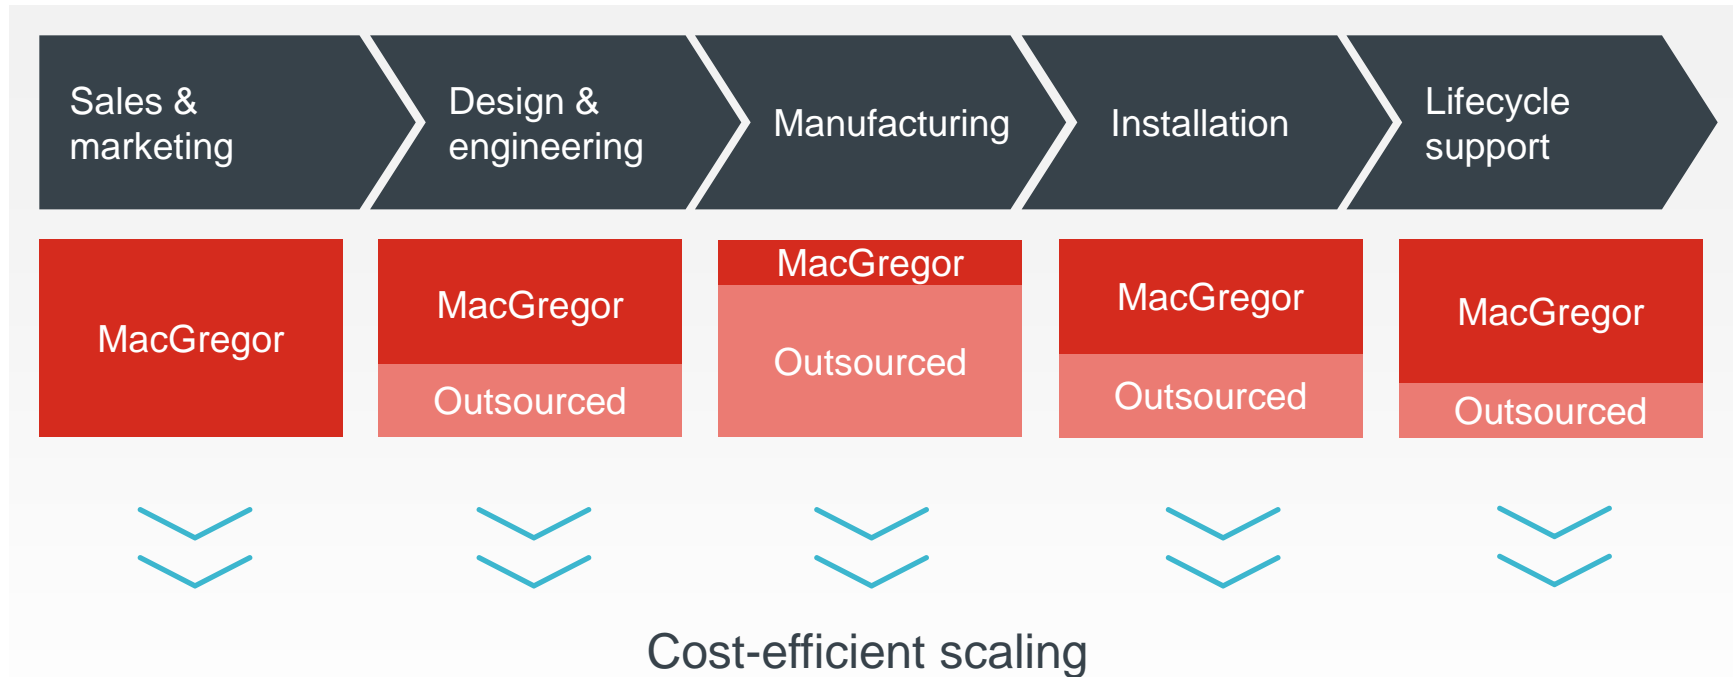 Sales &
marketing
Design &
engineering
Manufacturing
Installation
Lifecycle
support
MacGregor
MacGregor
Outsourced
MacGregor
Outsourced
MacGregor
Outsourced
MacGregor
Outsourced
Cost-efficient scaling